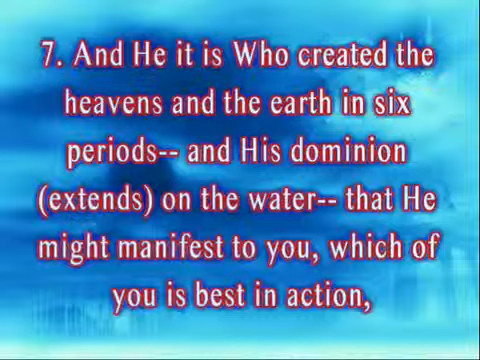 7. And He it is Who created the
heavens and the earth in six
periods-- and His dominion
(extends) on the water-- that He
might manifest to you, which of
you is best in action,